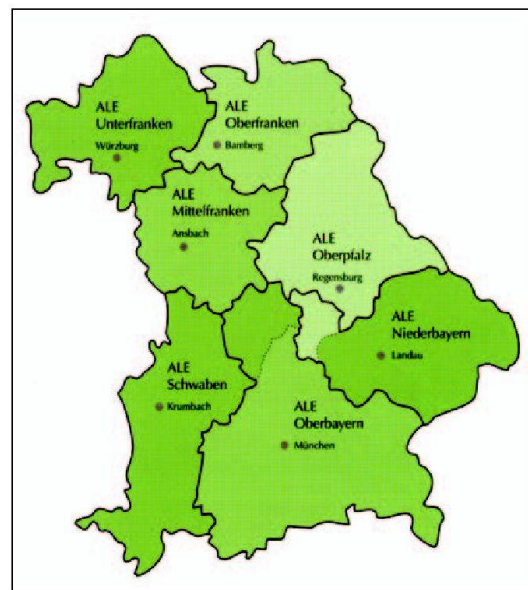 ALE
Unterfranken
Würzburg
ALE
Oberfranken
Bamberg
ALE
Mittelfranken
Ansbach
ALE
Oberpfalz
Regensburg
ALE
Niederbayern
Landau
ALE
Schwaben
Krumbach
ALE
Oberbayern
München